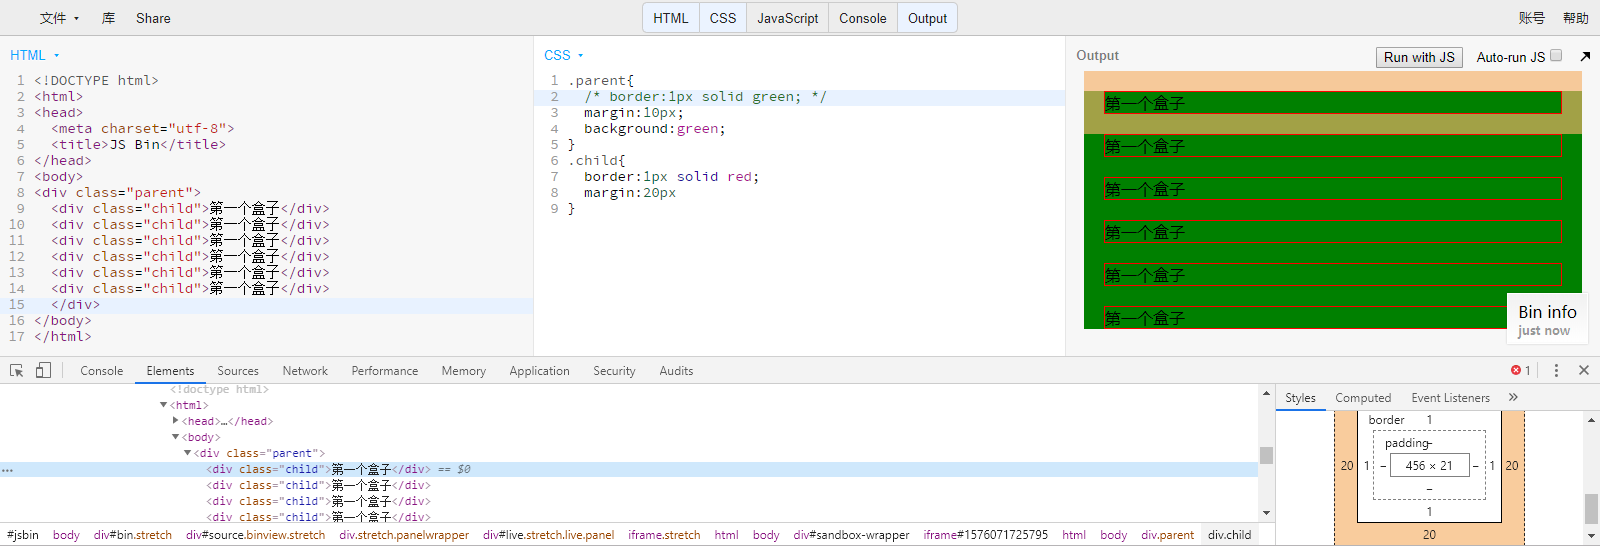 文件 ▾ 库 Share HTML CSS JavaScript Console Output 账号 帮助
HTML ▾
1 <!DOCTYPE html>
2 <html>
3 <head>
4   <meta charset="utf-8">
5   <title>JS Bin</title>
6 </head>
7 <body>
8 <div class="parent">
9   <div class="child">第一个盒子</div>
10   <div class="child">第一个盒子</div>
11   <div class="child">第一个盒子</div>
12   <div class="child">第一个盒子</div>
13   <div class="child">第一个盒子</div>
14   <div class="child">第一个盒子</div>
15   </div>
16 </body>
17 </html>
CSS ▾
1 .parent{
2   /* border:1px solid green; */
3   margin:10px;
4   background:green;
5 }
6 .child{
7   border:1px solid red;
8   margin:20px
9 }
Output Run with JS Auto-run JS
第一个盒子
第一个盒子
第一个盒子
第一个盒子
第一个盒子
第一个盒子
Bin info
just now
Console Elements Sources Network Performance Memory Application Security Audits 1
<!doctype html>
▼<html>
▶<head>…</head>
▼<body>
▼<div class="parent">
… <div class="child">第一个盒子</div> == $0
<div class="child">第一个盒子</div>
<div class="child">第一个盒子</div>
<div class="child">第一个盒子</div>
#jsbin body div#bin.stretch div#source.binview.stretch div.stretch.panelwrapper div#live.stretch.live.panel iframe.stretch html body div#sandbox-wrapper iframe#1576071725795 html body div.parent div.child
Styles Computed Event Listeners »
border 1
padding –
20 1 – 456 × 21 – 1 20
–
1
20